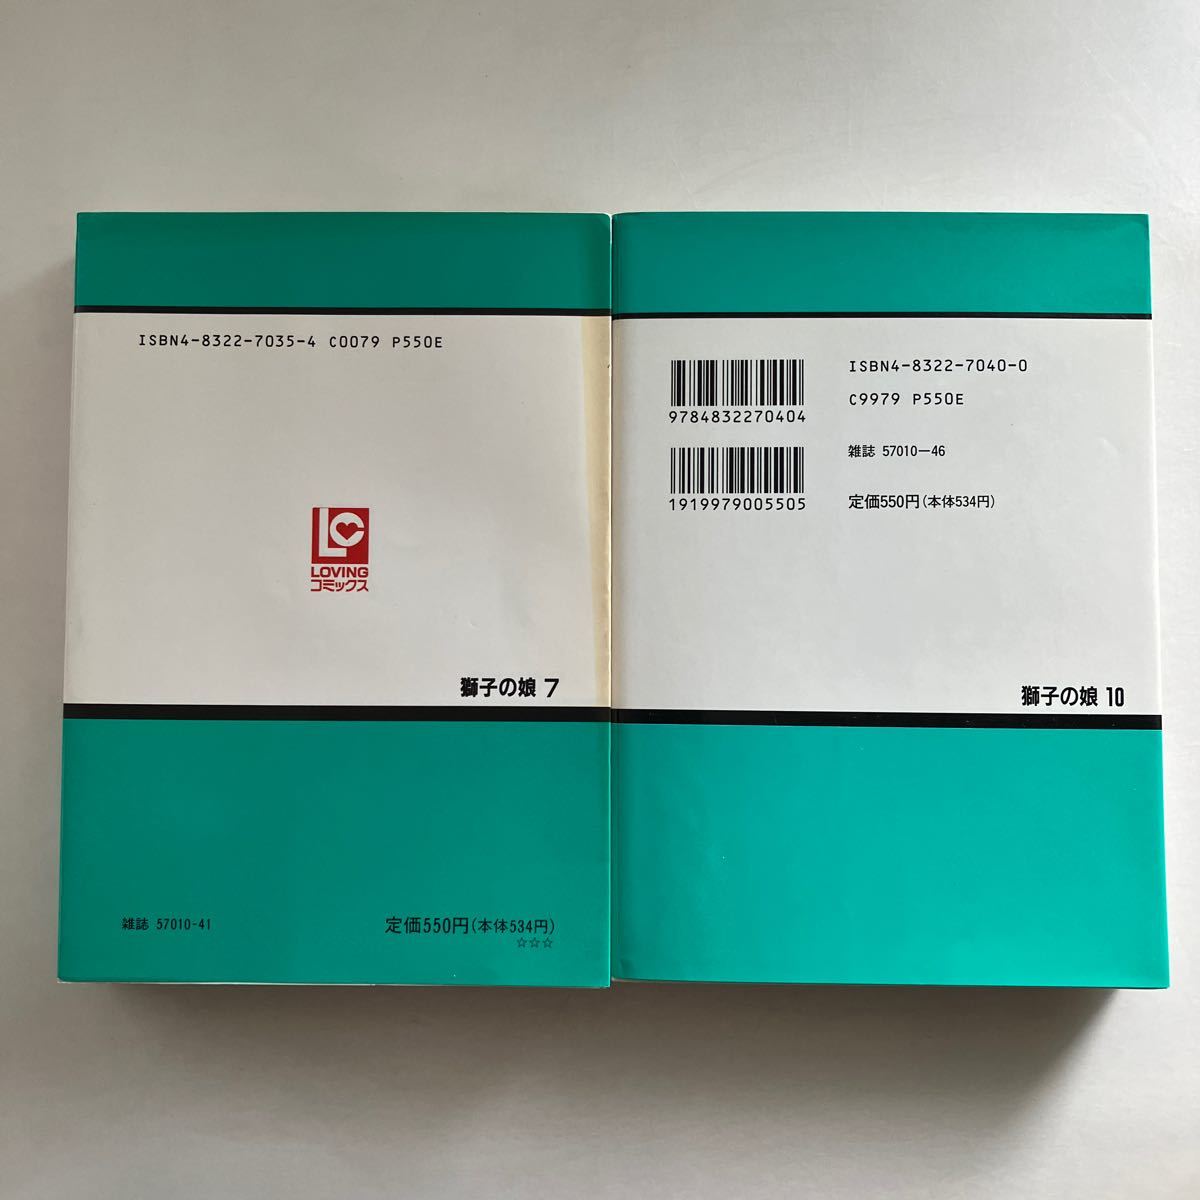 ISBN4-8322-7035-4 C0079 P550E
LC
LOVING
コミックス
獅子の娘 7
雑誌 57010-41
定価550円(本体534円)
☆☆☆
9784832270404
1919979005505
ISBN4-8322-7040-0
C9979 P550E
雑誌 57010-46
定価550円(本体534円)
獅子の娘 10